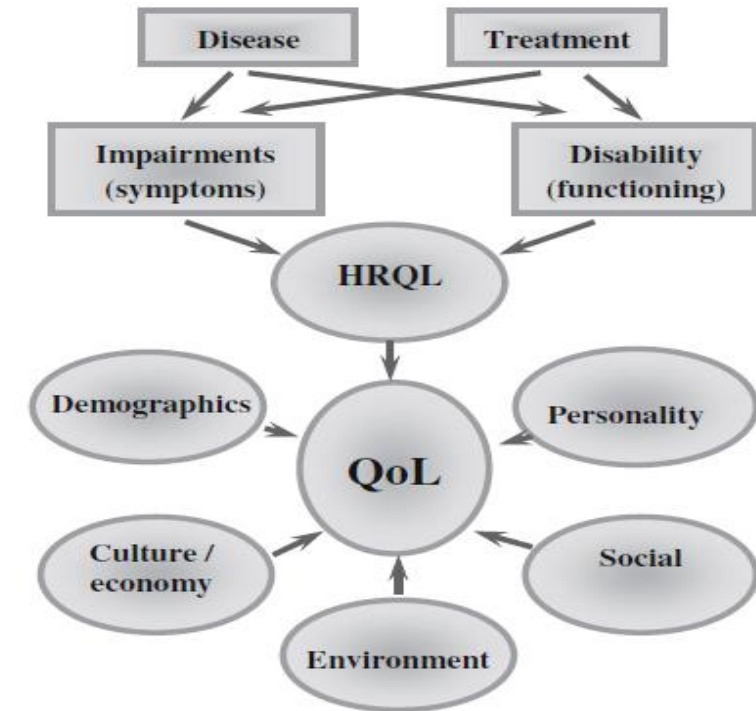 Disease
Treatment
Impairments
(symptoms)
Disability
(functioning)
HRQL
Demographics
Personality
QoL
Culture /
economy
Social
Environment